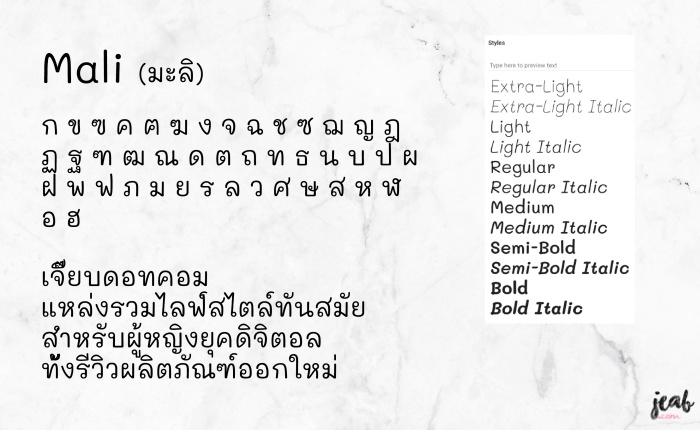 Mali (มะลิ)
ก ข ฃ ค ฅ ฆ ง จ ฉ ช ซ ฌ ญ ฎ
ฏ ฐ ฑ ฒ ณ ด ต ถ ท ธ น บ ป ผ
ฝ พ ฟ ภ ม ย ร ล ว ศ ษ ส ห ฬ
อ ฮ
เจี๊ยบดอทคอม
แหล่งรวมไลฟ์สไตล์ทันสมัย
สำหรับผู้หญิงยุคดิจิตอล
ทั้งรีวิวผลิตภัณฑ์ออกใหม่
Styles
Type here to preview text
Extra-Light
Extra-Light Italic
Light
Light Italic
Regular
Regular Italic
Medium
Medium Italic
Semi-Bold
Semi-Bold Italic
Bold
Bold Italic
jeab
.com